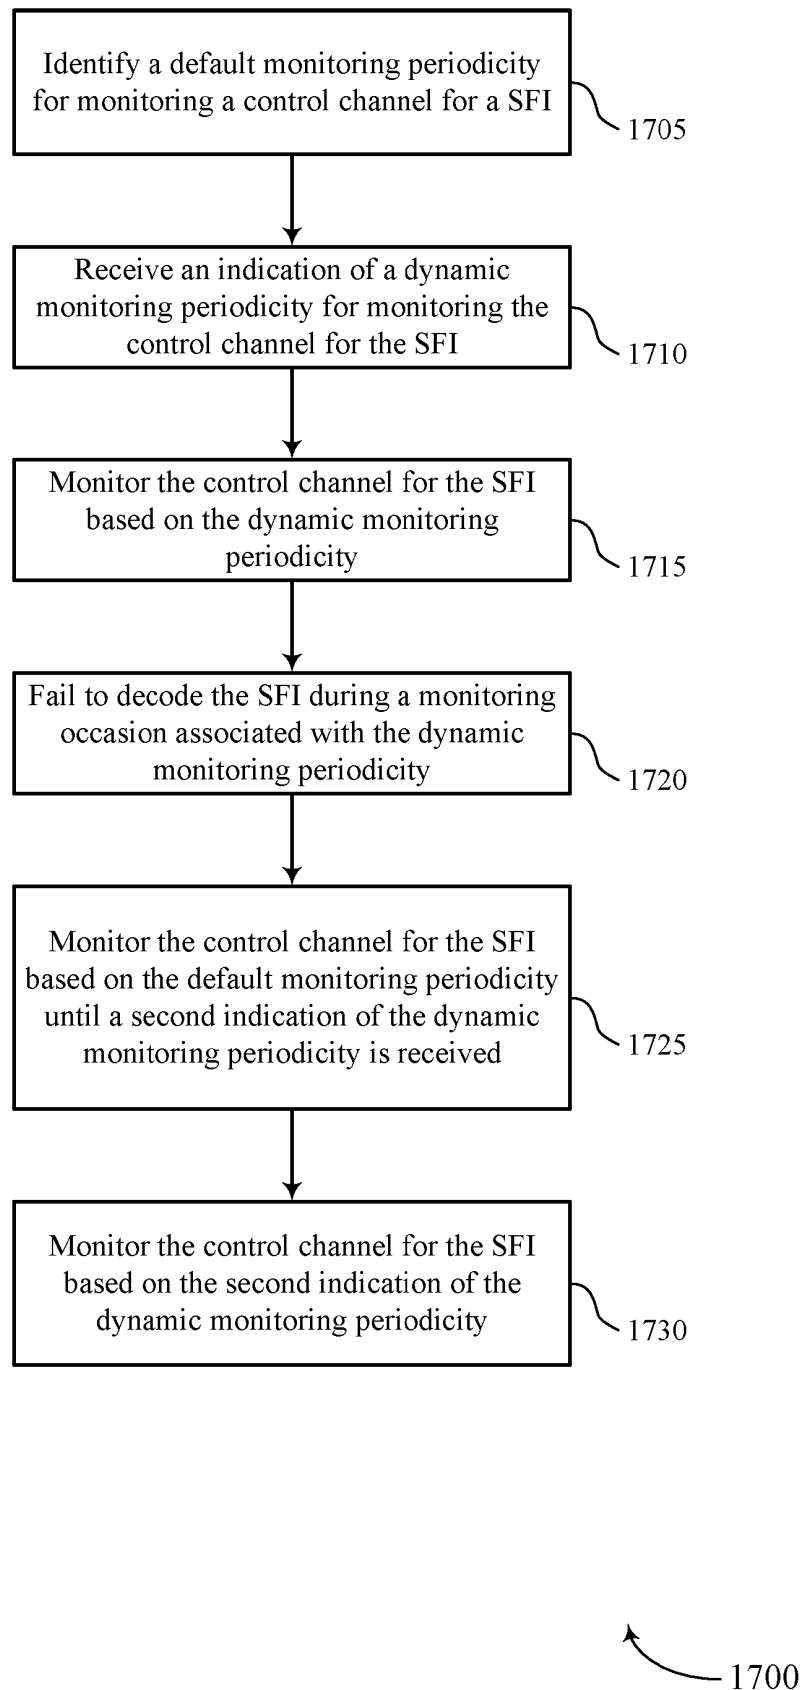 Identify a default monitoring periodicity
for monitoring a control channel for a SFI
1705
Receive an indication of a dynamic
monitoring periodicity for monitoring the
control channel for the SFI
1710
Monitor the control channel for the SFI
based on the dynamic monitoring
periodicity
1715
Fail to decode the SFI during a monitoring
occasion associated with the dynamic
monitoring periodicity
1720
Monitor the control channel for the SFI
based on the default monitoring periodicity
until a second indication of the dynamic
monitoring periodicity is received
1725
Monitor the control channel for the SFI
based on the second indication of the
dynamic monitoring periodicity
1730
1700